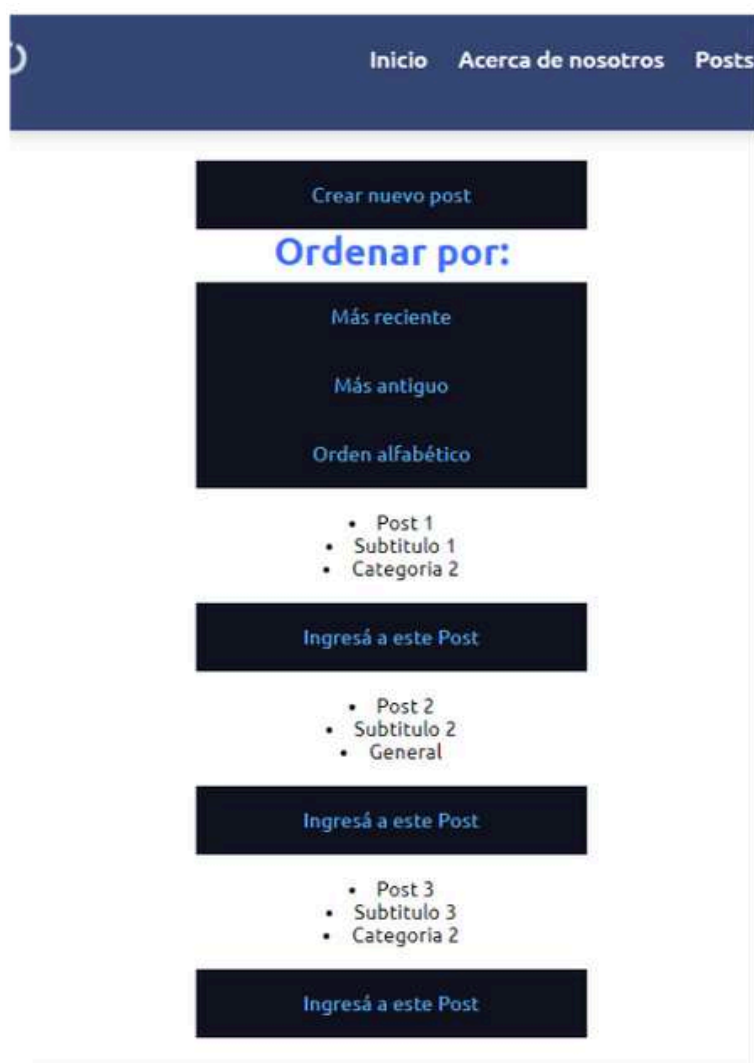 Inicio Acerca de nosotros Posts
Crear nuevo post
Ordenar por:
Más reciente
Más antiguo
Orden alfabético
• Post 1
• Subtitulo 1
• Categoria 2
Ingresá a este Post
• Post 2
• Subtitulo 2
• General
Ingresá a este Post
• Post 3
• Subtitulo 3
• Categoria 2
Ingresá a este Post